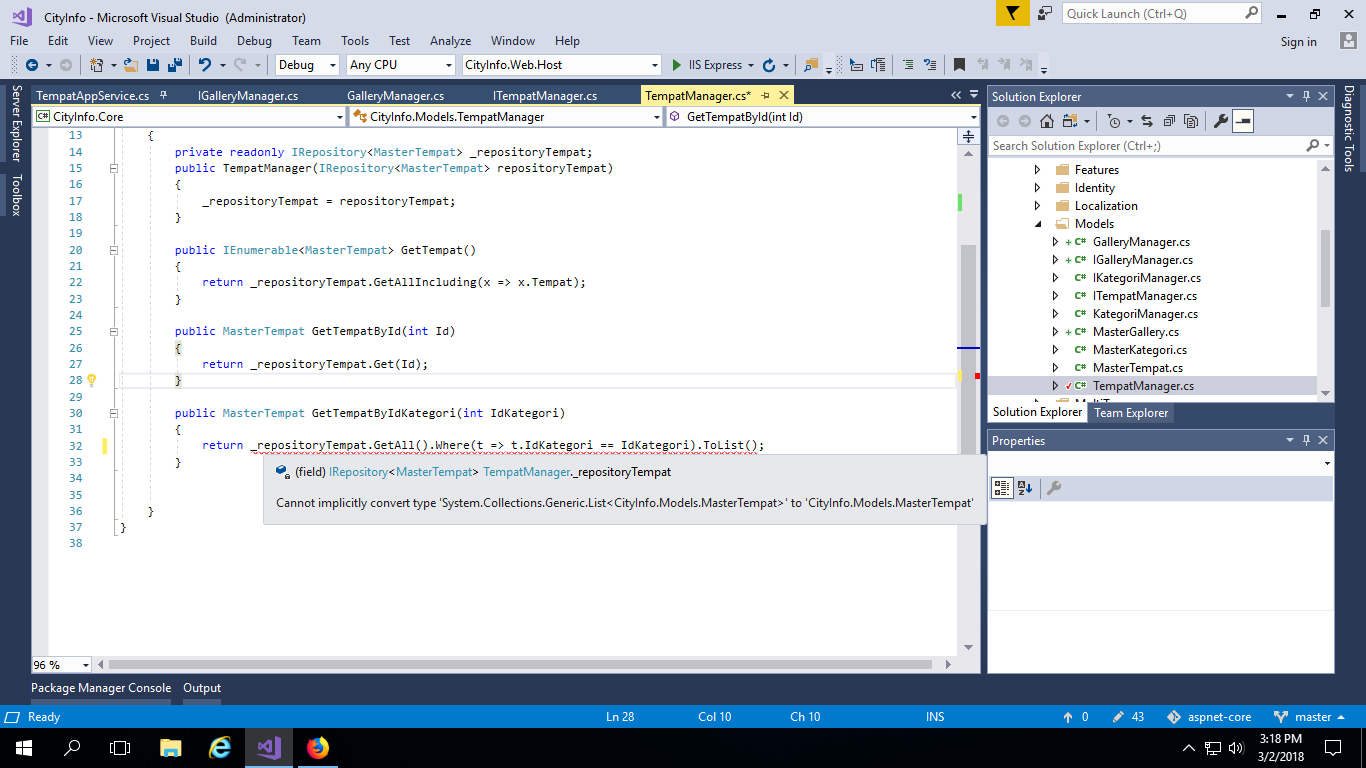 CityInfo - Microsoft Visual Studio (Administrator)
Quick Launch (Ctrl+Q)
File Edit View Project Build Debug Team Tools Test Analyze Window Help
Sign in
Debug Any CPU CityInfo.Web.Host IIS Express
Server Explorer
Toolbox
TempatAppService.cs IGalleryManager.cs GalleryManager.cs ITempatManager.cs TempatManager.cs*
CityInfo.Core CityInfo.Models.TempatManager GetTempatById(int Id)
13 {
14 private readonly IRepository<MasterTempat> _repositoryTempat;
15 public TempatManager(IRepository<MasterTempat> repositoryTempat)
16 {
17 _repositoryTempat = repositoryTempat;
18 }
19
20 public IEnumerable<MasterTempat> GetTempat()
21 {
22 return _repositoryTempat.GetAllIncluding(x => x.Tempat);
23 }
24
25 public MasterTempat GetTempatById(int Id)
26 {
27 return _repositoryTempat.Get(Id);
28 }
29
30 public MasterTempat GetTempatByIdKategori(int IdKategori)
31 {
32 return _repositoryTempat.GetAll().Where(t => t.IdKategori == IdKategori).ToList();
33 }
34
35
36 }
37 }
38
(field) IRepository<MasterTempat> TempatManager._repositoryTempat
Cannot implicitly convert type 'System.Collections.Generic.List<CityInfo.Models.MasterTempat>' to 'CityInfo.Models.MasterTempat'
96 %
Solution Explorer
Search Solution Explorer (Ctrl+;)
Features
Identity
Localization
Models
GalleryManager.cs
IGalleryManager.cs
IKategoriManager.cs
ITempatManager.cs
KategoriManager.cs
MasterGallery.cs
MasterKategori.cs
MasterTempat.cs
TempatManager.cs
Solution Explorer Team Explorer
Properties
Diagnostic Tools
Package Manager Console Output
Ready Ln 28 Col 10 Ch 10 INS 0 43 aspnet-core master
3:18 PM
3/2/2018